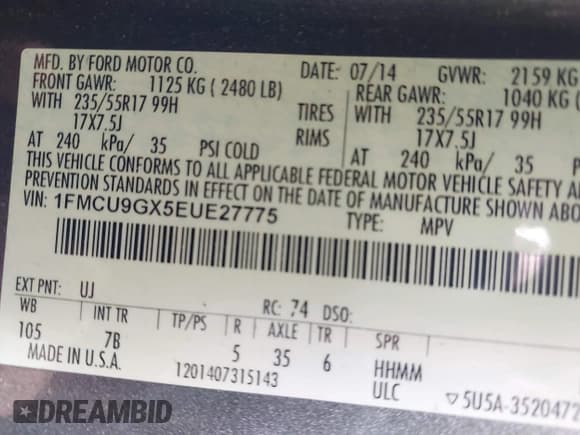 MFD. BY FORD MOTOR CO.
DATE: 07/14 GVWR: 2159 KG
FRONT GAWR: 1125 KG ( 2480 LB)
REAR GAWR: 1040 KG (
WITH 235/55R17 99H TIRES WITH 235/55R17 99H
17X7.5J RIMS 17X7.5J
AT 240 kPa/ 35 PSI COLD AT 240 kPa/ 35
THIS VEHICLE CONFORMS TO ALL APPLICABLE FEDERAL MOTOR VEHICLE SAFETY
PREVENTION STANDARDS IN EFFECT ON THE DATE OF MANUFACTURE SHOWN
VIN: 1FMCU9GX5EUE27775
TYPE: MPV
EXT PNT: UJ RC: 74 DSO:
WB INT TR TP/PS R AXLE TR SPR
105 7B 5 35 6 HHMM
MADE IN U.S.A. 1201407315143 ULC
5U5A-3520472
DREAMBID